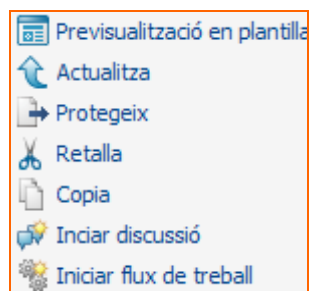 Previsualització en plantilla
Actualitza
Protegeix
Retalla
Copia
Inciar discussió
Iniciar flux de treball